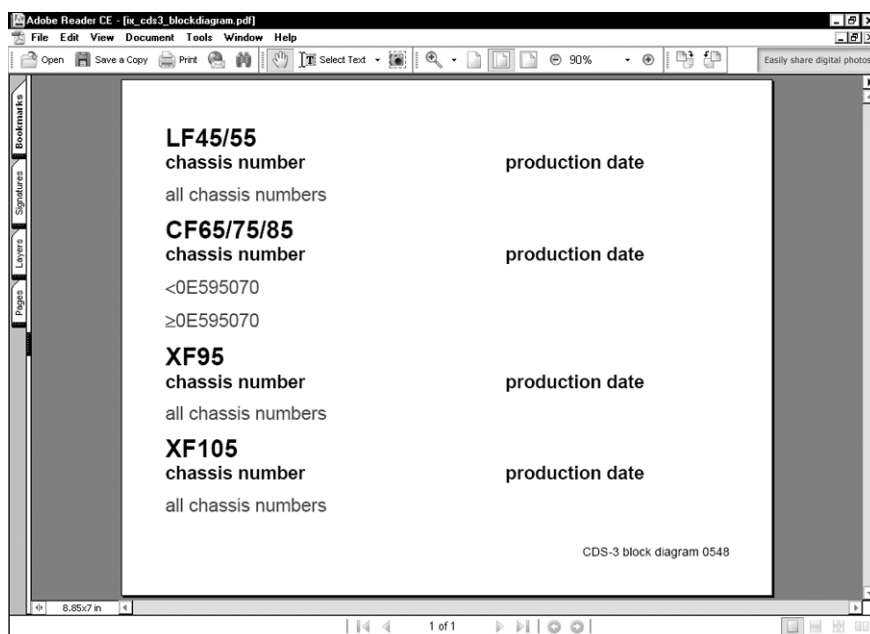 Adobe Reader CE - [ix_cds3_blockdiagram.pdf]
File Edit View Document Tools Window Help
Open Save a Copy Print Select Text 90% Easily share digital photos
Bookmarks
Signatures
Layers
Pages
LF45/55
chassis number production date
all chassis numbers
CF65/75/85
chassis number production date
<0E595070
≥0E595070
XF95
chassis number production date
all chassis numbers
XF105
chassis number production date
all chassis numbers
CDS-3 block diagram 0548
8.85x7 in
1 of 1